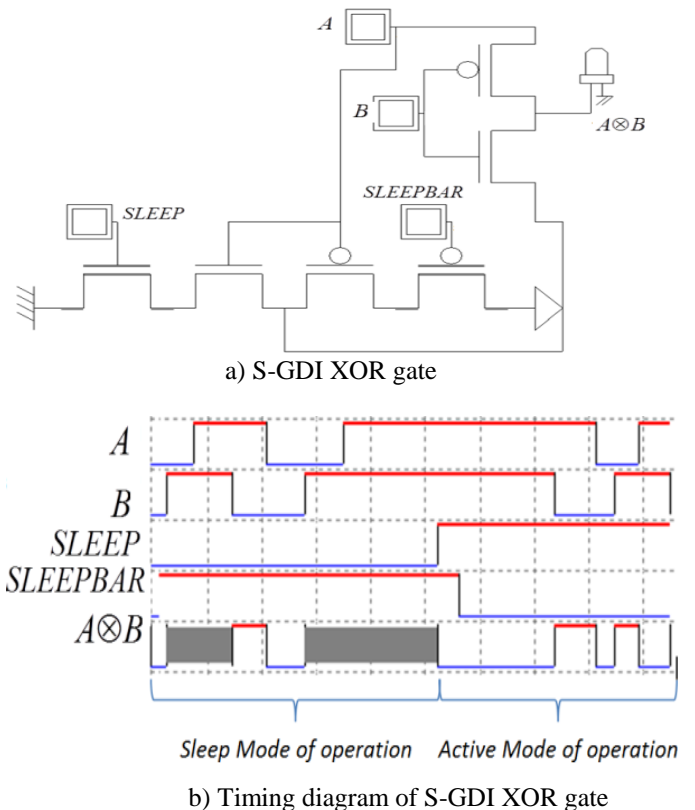 A
B
A⊗B
SLEEP
SLEEPBAR
a) S-GDI XOR gate
A
B
SLEEP
SLEEPBAR
A⊗B
Sleep Mode of operation
Active Mode of operation
b) Timing diagram of S-GDI XOR gate